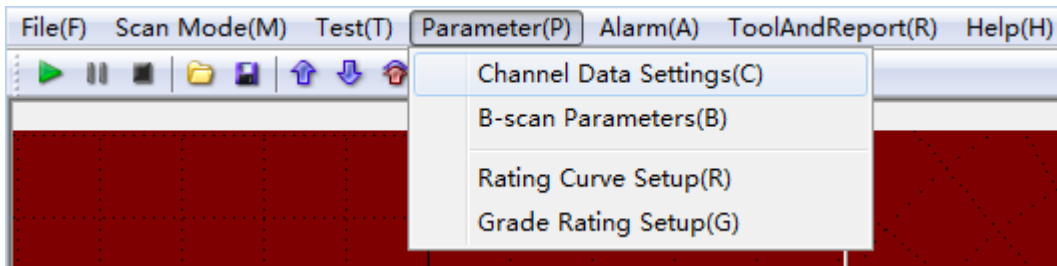 File(F) Scan Mode(M) Test(T) Parameter(P) Alarm(A) ToolAndReport(R) Help(H)
Channel Data Settings(C)
B-scan Parameters(B)
Rating Curve Setup(R)
Grade Rating Setup(G)